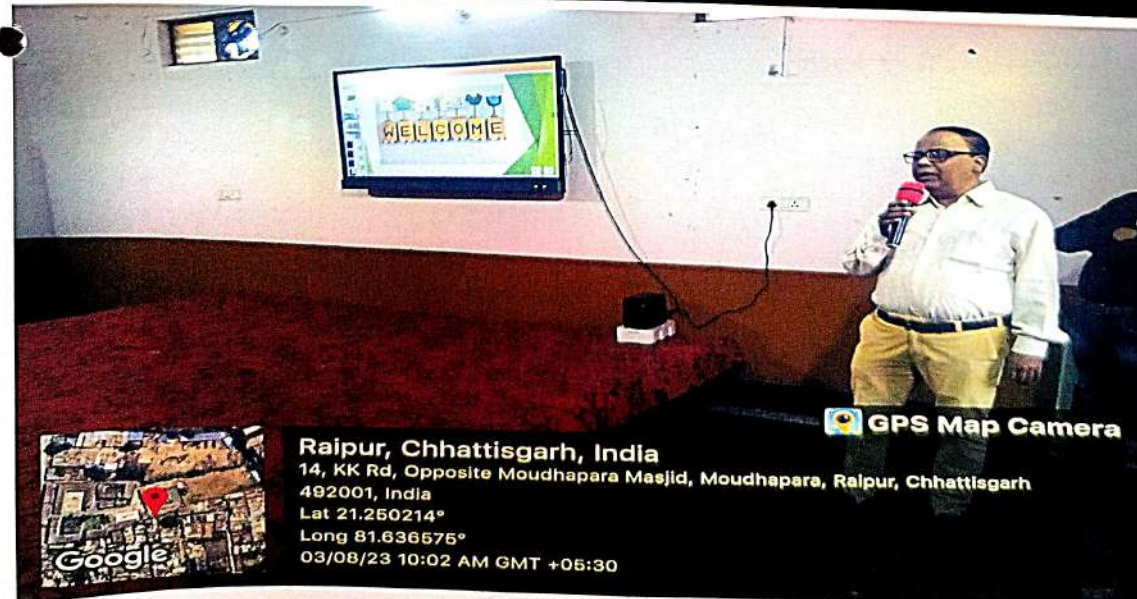 WELCOME
GPS Map Camera
Raipur, Chhattisgarh, India
14, KK Rd, Opposite Moudhapara Masjid, Moudhapara, Raipur, Chhattisgarh
492001, India
Lat 21.250214°
Long 81.636575°
03/08/23 10:02 AM GMT +05:30
Google